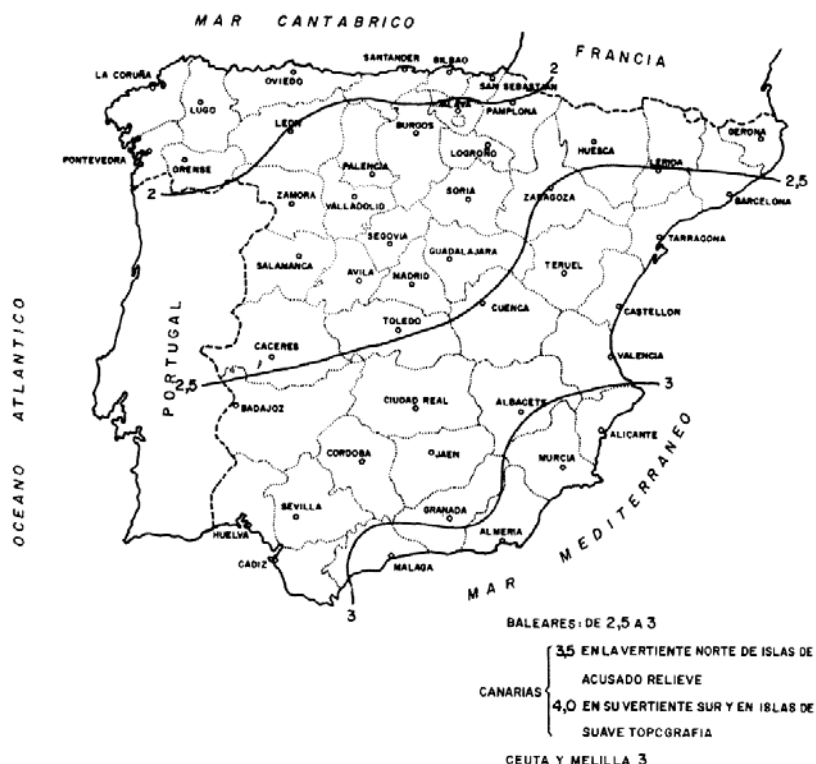 MAR CANTABRICO
FRANCIA
SANTANDER
BILBAO
LA CORUÑA
OVIEDO
SAN SEBASTIAN
2
LUGO
ALAVA
PAMPLONA
LEON
BURGOS
GERONA
PONTEVEDRA
ORENSE
PALENCIA
LOGROÑO
HUESCA
LERIDA
2
ZAMORA
VALLADOLID
SORIA
ZARAGOZA
2,5
BARCELONA
SEGOVIA
TARRAGONA
SALAMANCA
AVILA
MADRID
GUADALAJARA
TERUEL
OCEANO ATLANTICO
PORTUGAL
TOLEDO
CUENCA
CASTELLON
CACERES
VALENCIA
2,5
3
BADAJOZ
CIUDAD REAL
ALBACETE
ALICANTE
CORDOBA
JAEN
MURCIA
MAR MEDITERRANEO
SEVILLA
GRANADA
HUELVA
ALMERIA
CADIZ
MALAGA
3
BALEARES: DE 2,5 A 3
CANARIAS
3,5 EN LA VERTIENTE NORTE DE ISLAS DE
ACUSADO RELIEVE
4,0 EN SU VERTIENTE SUR Y EN ISLAS DE
SUAVE TOPOGRAFIA
CEUTA Y MELILLA 3